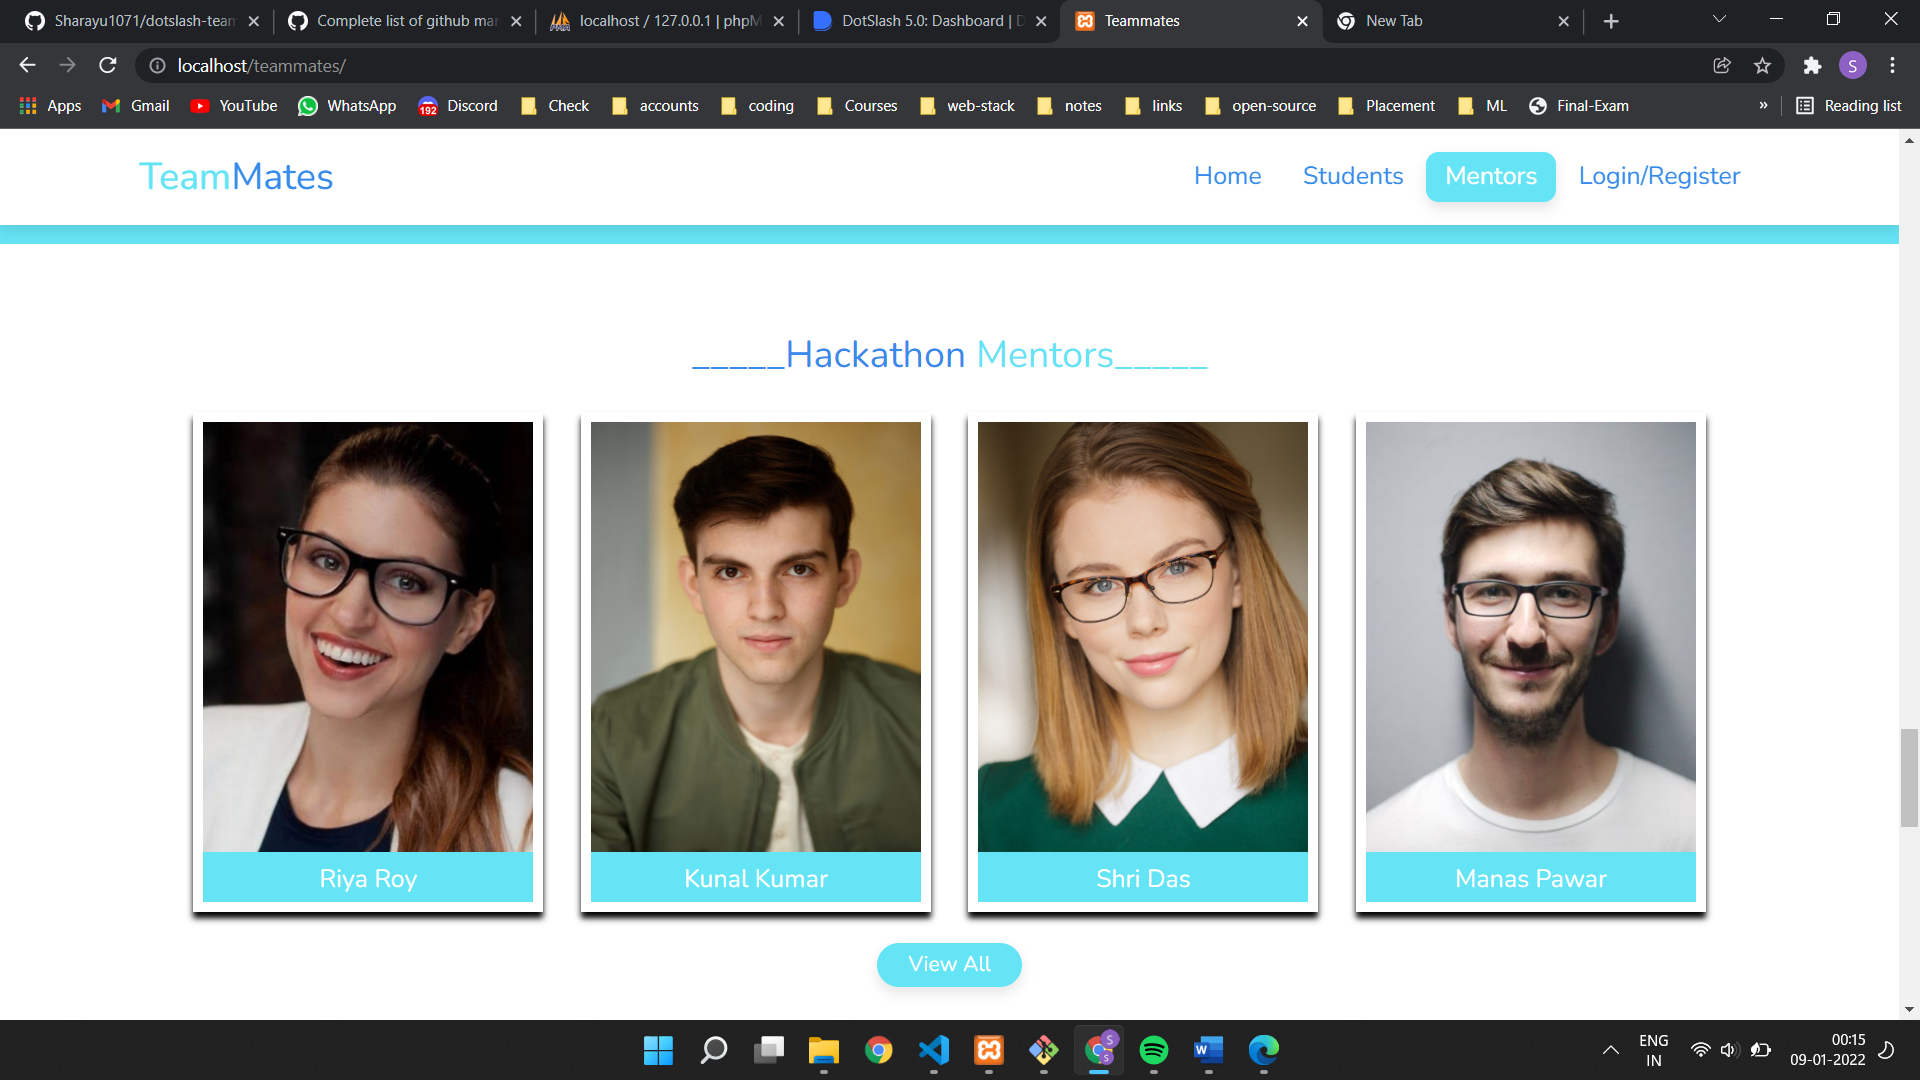 Sharayu1071/dotslash-team
Complete list of github mar
localhost / 127.0.0.1 | phpM
DotSlash 5.0: Dashboard | D
Teammates
New Tab
localhost/teammates/
S
Apps
Gmail
YouTube
WhatsApp
192
Discord
Check
accounts
coding
Courses
web-stack
notes
links
open-source
Placement
ML
Final-Exam
»
Reading list
TeamMates
Home
Students
Mentors
Login/Register
_____Hackathon Mentors_____
Riya Roy
Kunal Kumar
Shri Das
Manas Pawar
View All
S
S
W
ENG
IN
00:15
09-01-2022